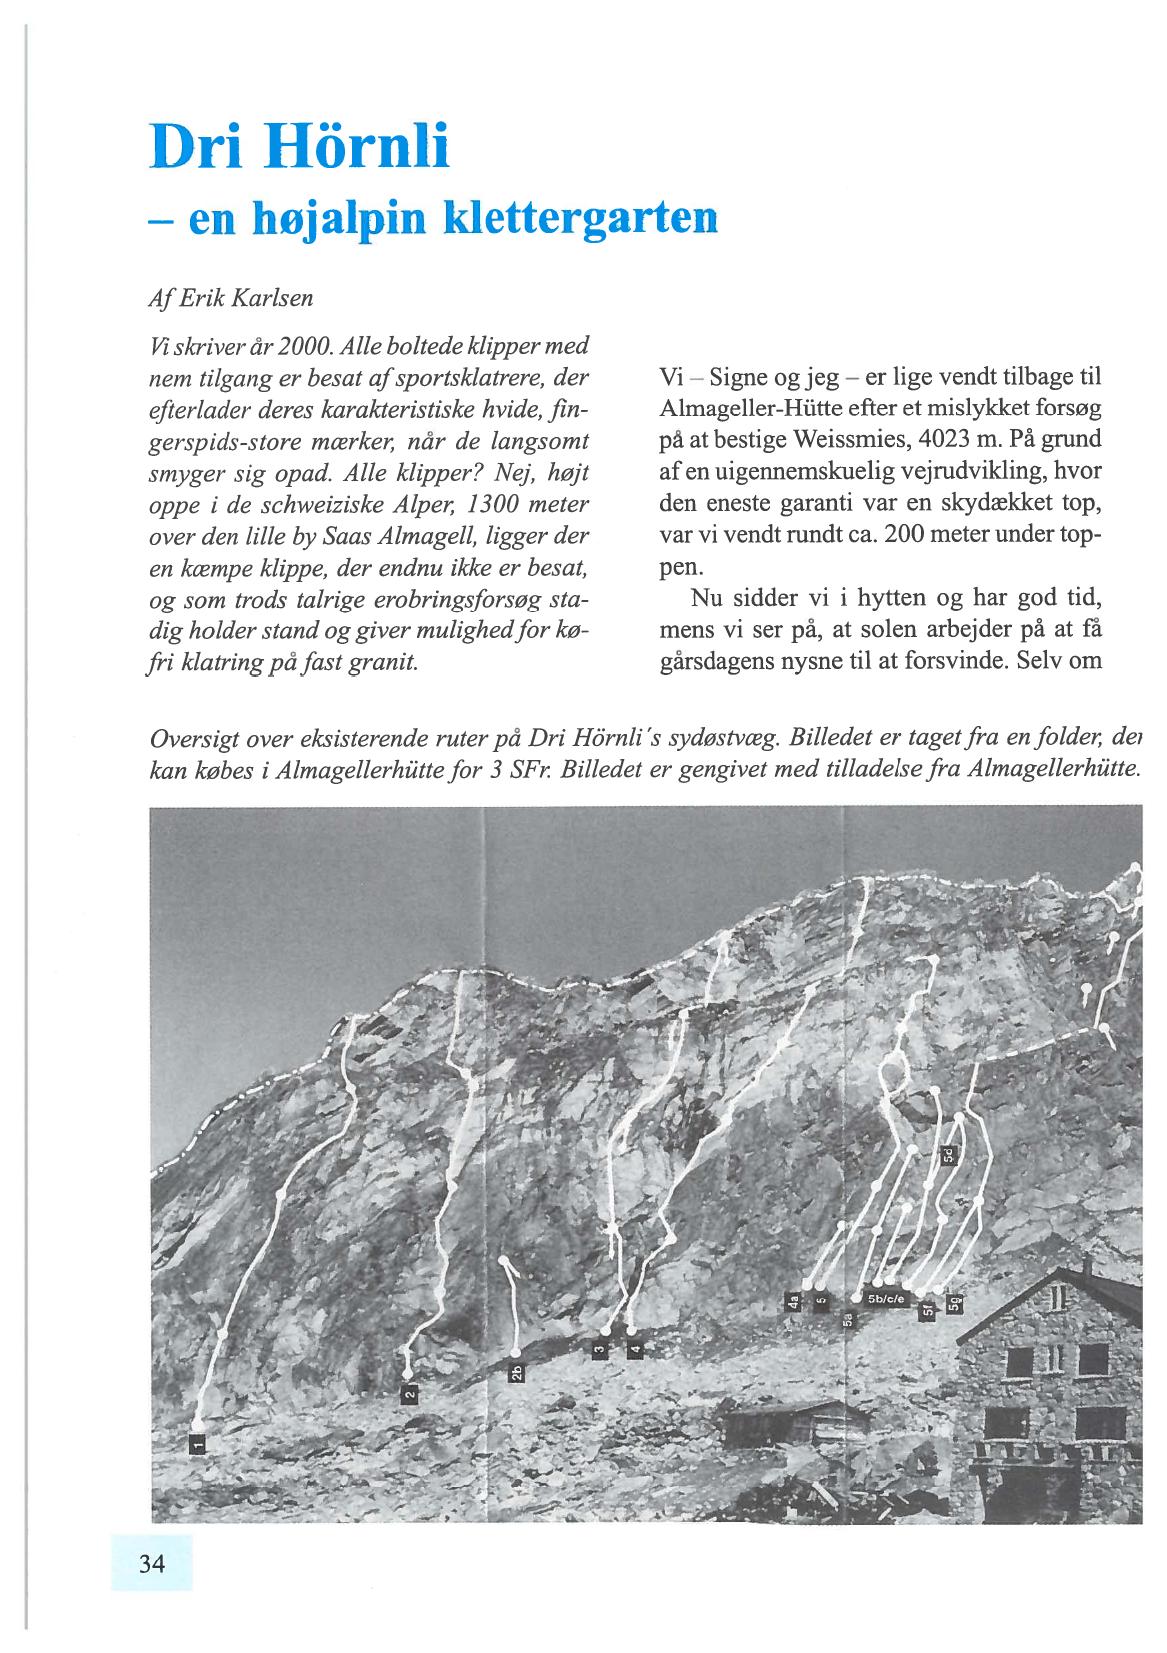 Dri Hörnli
– en højalpin klettergarten
Af Erik Karlsen
Vi skriver år 2000. Alle boltede klipper med
nem tilgang er besat af sportsklatrere, der
efterlader deres karakteristiske hvide, fin-
gerspids-store mærker, når de langsomt
smyger sig opad. Alle klipper? Nej, højt
oppe i de schweiziske Alper, 1300 meter
over den lille by Saas Almagell, ligger der
en kæmpe klippe, der endnu ikke er besat,
og som trods talrige erobringsforsøg sta-
dig holder stand og giver mulighed for kø-
fri klatring på fast granit.
Vi – Signe og jeg – er lige vendt tilbage til
Almageller-Hütte efter et mislykket forsøg
på at bestige Weissmies, 4023 m. På grund
af en uigennemskuelig vejrudvikling, hvor
den eneste garanti var en skydækket top,
var vi vendt rundt ca. 200 meter under top-
pen.
Nu sidder vi i hytten og har god tid,
mens vi ser på, at solen arbejder på at få
gårsdagens nysne til at forsvinde. Selv om
Oversigt over eksisterende ruter på Dri Hörnli´s sydøstvæg. Billedet er taget fra en folder, der
kan købes i Almagellerhütte for 3 SFr. Billedet er gengivet med tilladelse fra Almagellerhütte.
5d
4a
5
5a
5b/c/e
5f
5g
3
4
2b
2
1
34